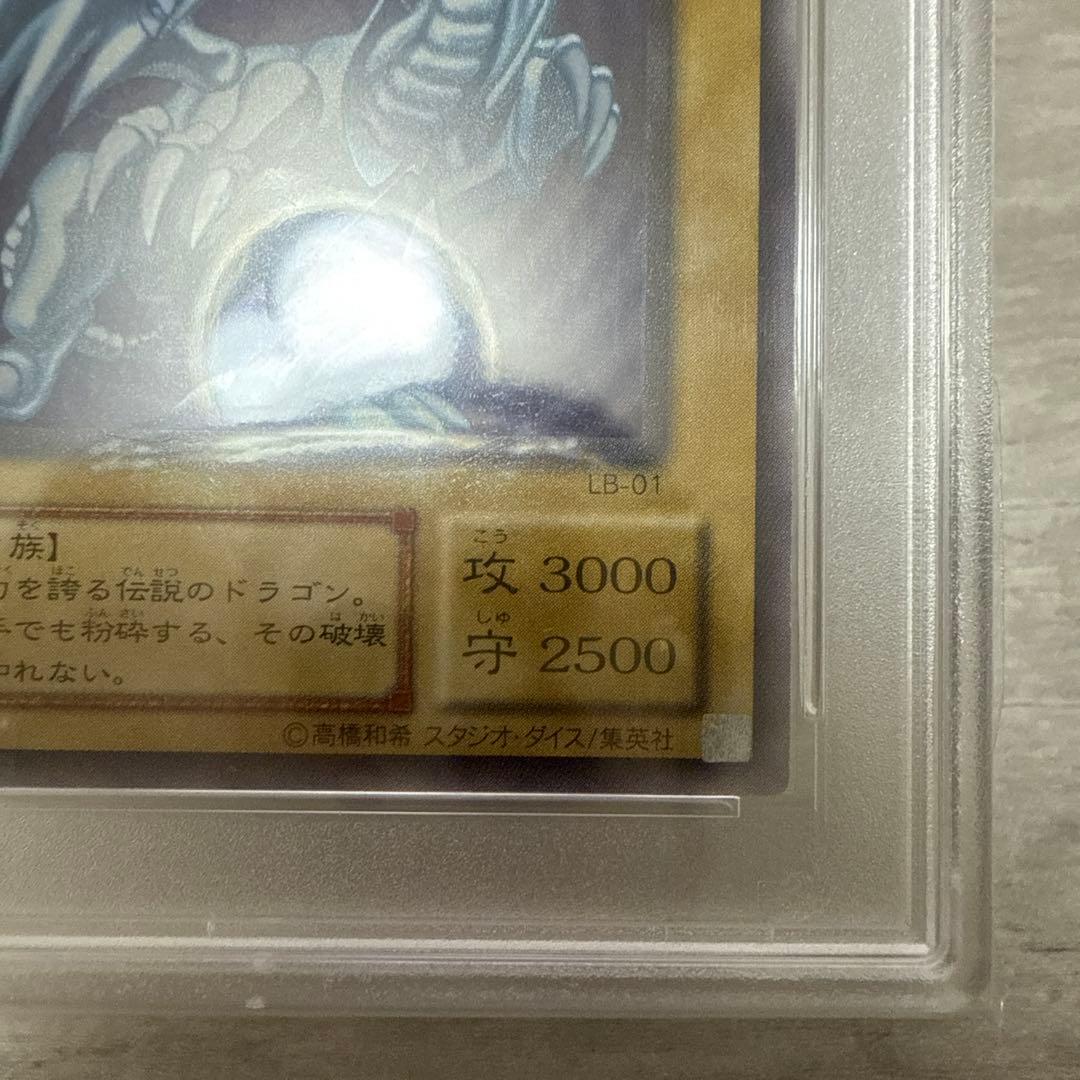 LB-01
族】
を誇る伝説のドラゴン。
でも粉砕する、その破壊
れない。
攻 3000
守 2500
©高橋和希 スタジオ・ダイス/集英社